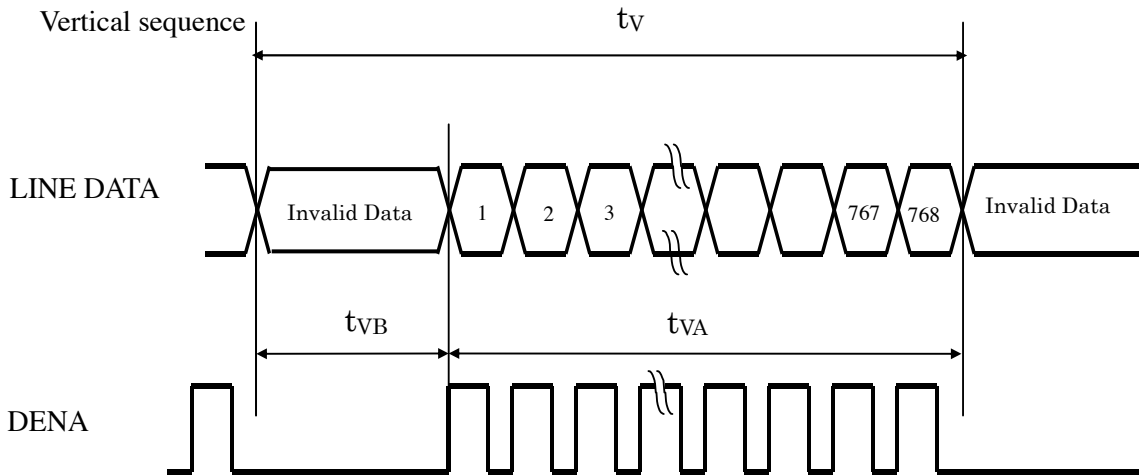 Vertical sequence
tV
LINE DATA
Invalid Data
1
2
3
767
768
Invalid Data
tVB
tVA
DENA